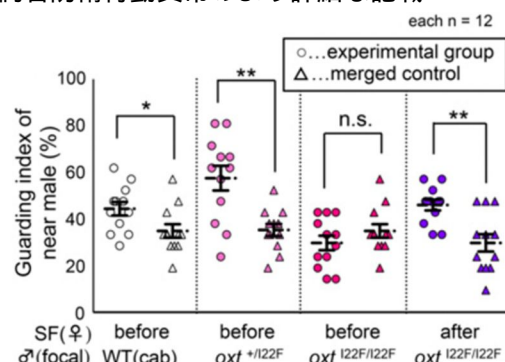 each n = 12
○…experimental group
△…merged control
Guarding index of
near male (%)
100
80
60
40
20
0
*
**
n.s.
**
SF(♀) before before before after
♂(focal) WT(cab) oxt +/I22F oxt I22F/I22F oxt I22F/I22F